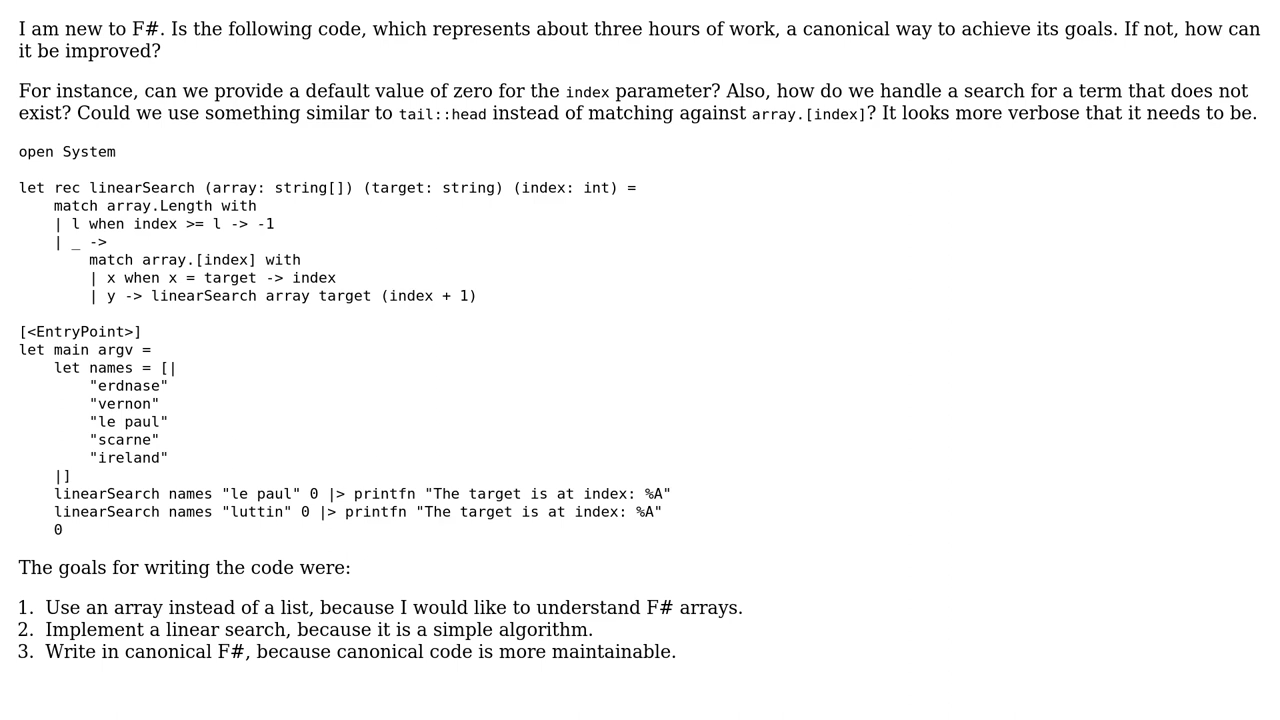 I am new to F#. Is the following code, which represents about three hours of work, a canonical way to achieve its goals. If not, how can
it be improved?
For instance, can we provide a default value of zero for the index parameter? Also, how do we handle a search for a term that does not
exist? Could we use something similar to tail::head instead of matching against array.[index]? It looks more verbose that it needs to be.
open System
let rec linearSearch (array: string[]) (target: string) (index: int) =
    match array.Length with
    | l when index >= l -> -1
    | _ ->
        match array.[index] with
        | x when x = target -> index
        | y -> linearSearch array target (index + 1)
[<EntryPoint>]
let main argv =
    let names = [|
        "erdnase"
        "vernon"
        "le paul"
        "scarne"
        "ireland"
    |]
    linearSearch names "le paul" 0 |> printfn "The target is at index: %A"
    linearSearch names "luttin" 0 |> printfn "The target is at index: %A"
    0
The goals for writing the code were:
1. Use an array instead of a list, because I would like to understand F# arrays.
2. Implement a linear search, because it is a simple algorithm.
3. Write in canonical F#, because canonical code is more maintainable.